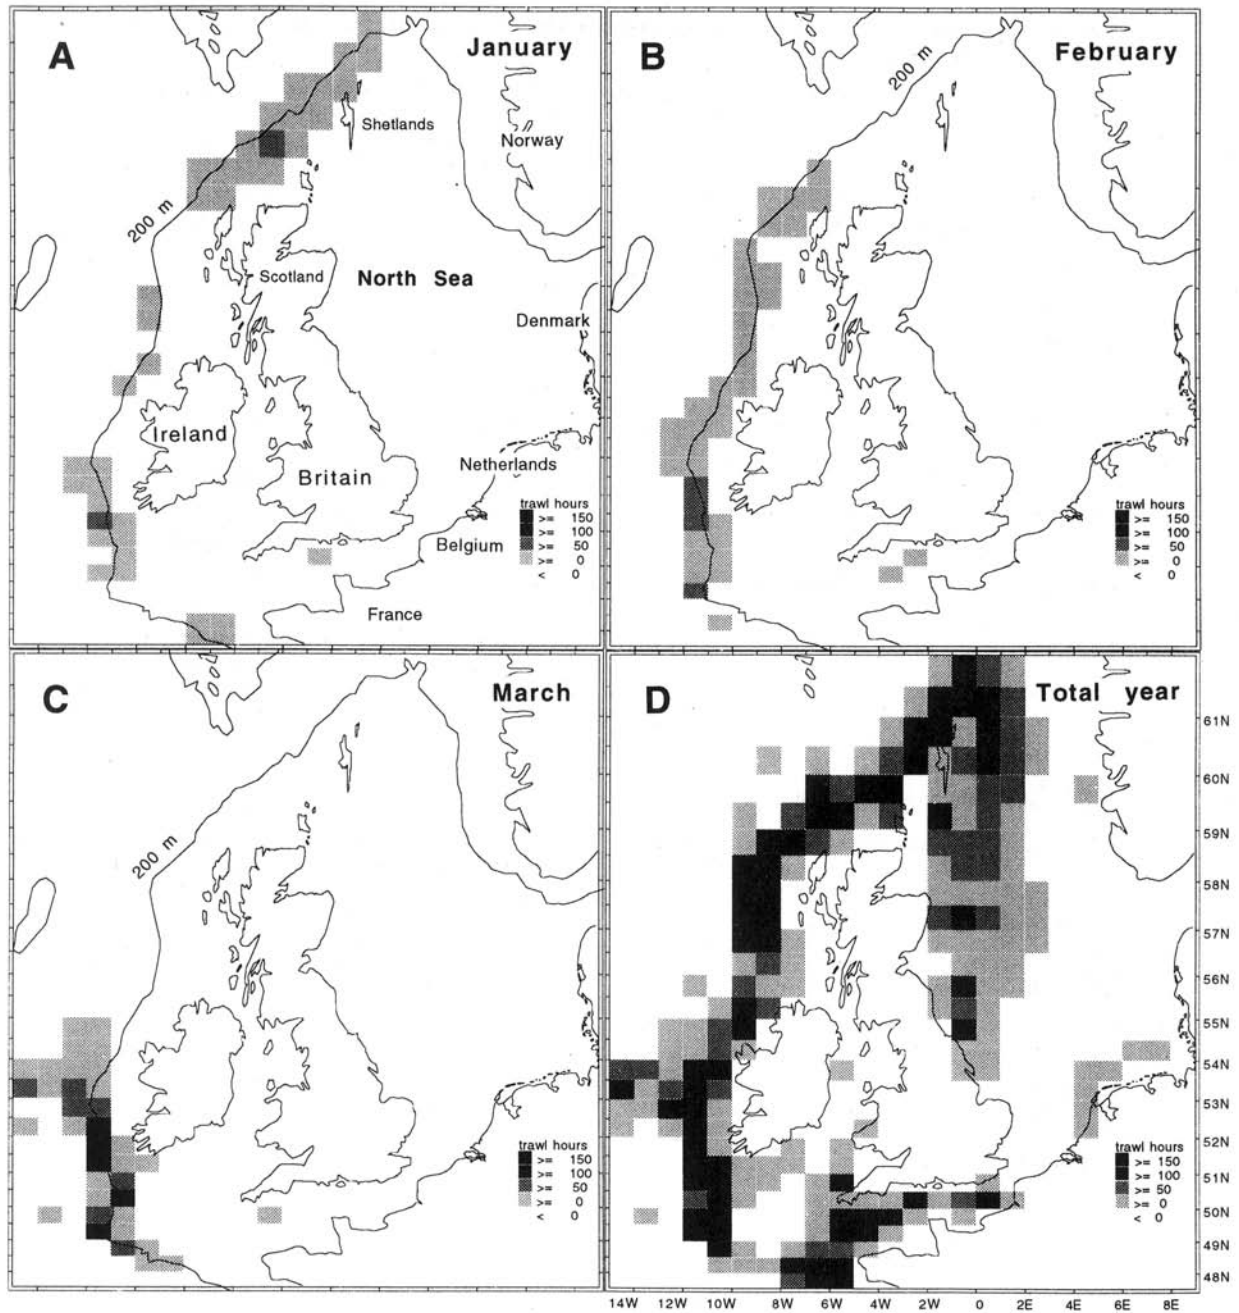 A
January
200 m
Shetlands
Norway
Scotland
North Sea
Denmark
Ireland
Britain
Netherlands
Belgium
France
trawl hours
>= 150
>= 100
>= 50
>= 0
< 0
B
February
200 m
trawl hours
>= 150
>= 100
>= 50
>= 0
< 0
C
March
200 m
trawl hours
>= 150
>= 100
>= 50
>= 0
< 0
D
Total year
trawl hours
>= 150
>= 100
>= 50
>= 0
< 0
61N
60N
59N
58N
57N
56N
55N
54N
53N
52N
51N
50N
49N
48N
14W 12W 10W 8W 6W 4W 2W 0 2E 4E 6E 8E